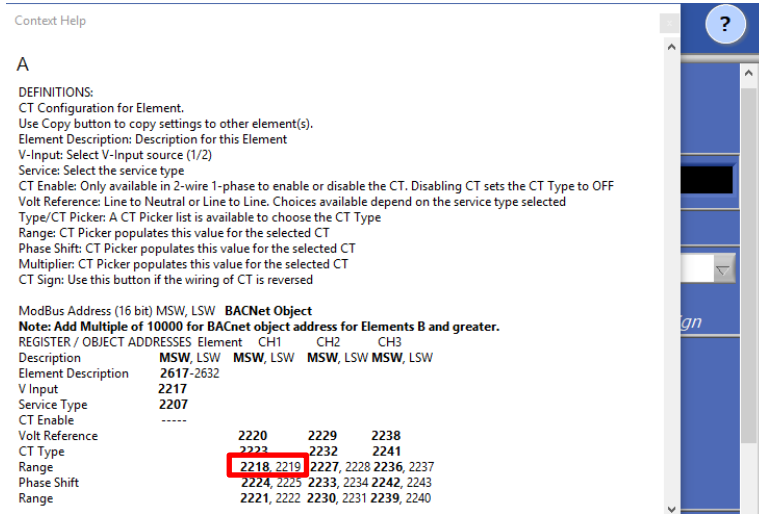 Context Help
?
A
DEFINITIONS:
CT Configuration for Element.
Use Copy button to copy settings to other element(s).
Element Description: Description for this Element
V-Input: Select V-Input source (1/2)
Service: Select the service type
CT Enable: Only available in 2-wire 1-phase to enable or disable the CT. Disabling CT sets the CT Type to OFF
Volt Reference: Line to Neutral or Line to Line. Choices available depend on the service type selected
Type/CT Picker: A CT Picker list is available to choose the CT Type
Range: CT Picker populates this value for the selected CT
Phase Shift: CT Picker populates this value for the selected CT
Multiplier: CT Picker populates this value for the selected CT
CT Sign: Use this button if the wiring of CT is reversed
ign
ModBus Address (16 bit) MSW, LSW BACNet Object
Note: Add Multiple of 10000 for BACnet object address for Elements B and greater.
REGISTER / OBJECT ADDRESSES Element CH1 CH2 CH3
Description MSW, LSW MSW, LSW MSW, LSW MSW, LSW
Element Description 2617-2632
V Input 2217
Service Type 2207
CT Enable -----
Volt Reference 2220 2229 2238
CT Type 2223 2232 2241
Range 2218, 2219 2227, 2228 2236, 2237
Phase Shift 2224, 2225 2233, 2234 2242, 2243
Range 2221, 2222 2230, 2231 2239, 2240